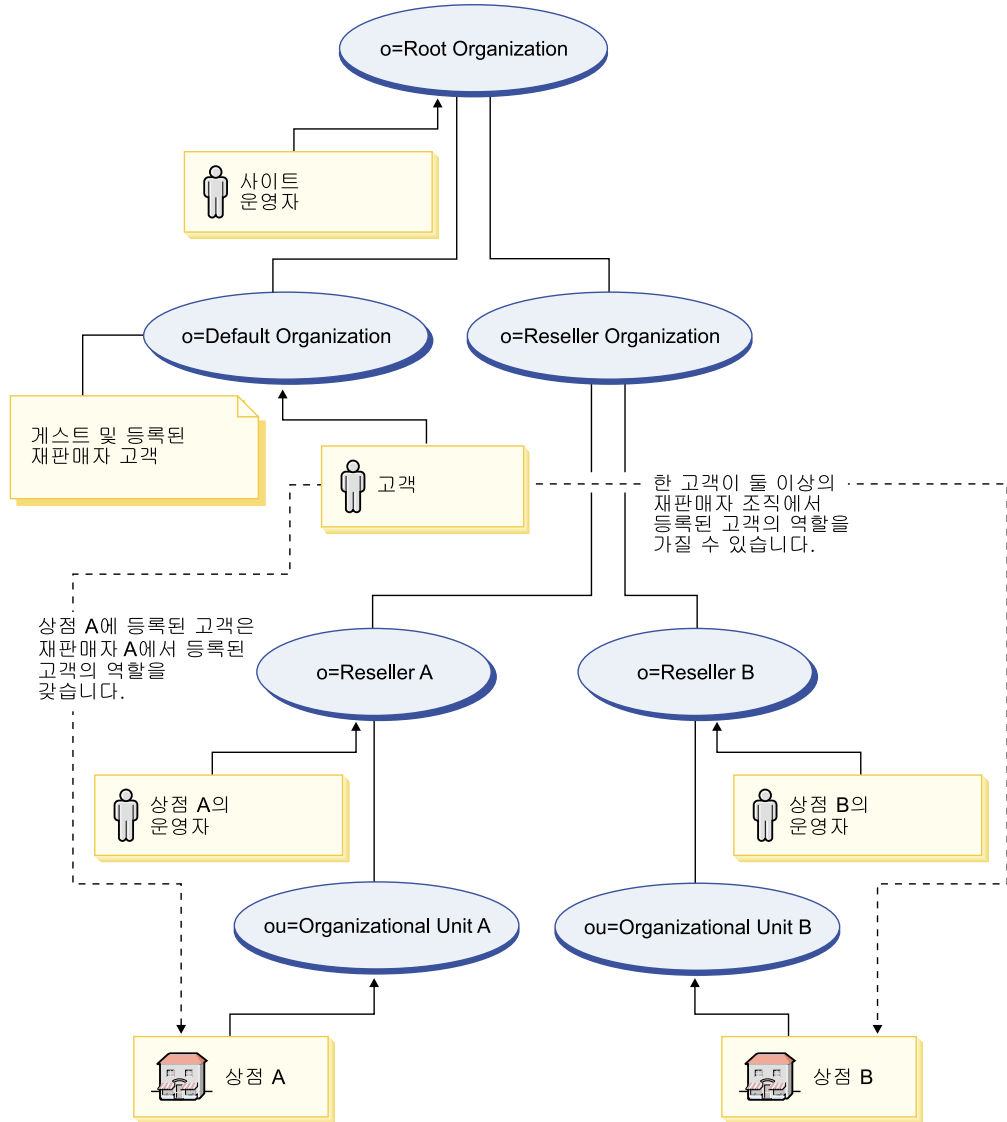 o=Root Organization
사이트
운영자
o=Default Organization
o=Reseller Organization
게스트 및 등록된
재판매자 고객
고객
한 고객이 둘 이상의
재판매자 조직에서
등록된 고객의 역할을
가질 수 있습니다.
상점 A에 등록된 고객은
재판매자 A에서 등록된
고객의 역할을
갖습니다.
o=Reseller A
o=Reseller B
상점 A의
운영자
상점 B의
운영자
ou=Organizational Unit A
ou=Organizational Unit B
상점 A
상점 B